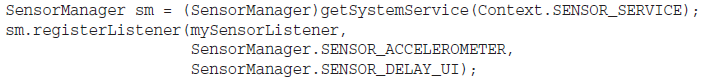 SensorManager sm = (SensorManager)getSystemService(Context.SENSOR_SERVICE);
sm.registerListener(mySensorListener,
SensorManager.SENSOR_ACCELEROMETER,
SensorManager.SENSOR_DELAY_UI);